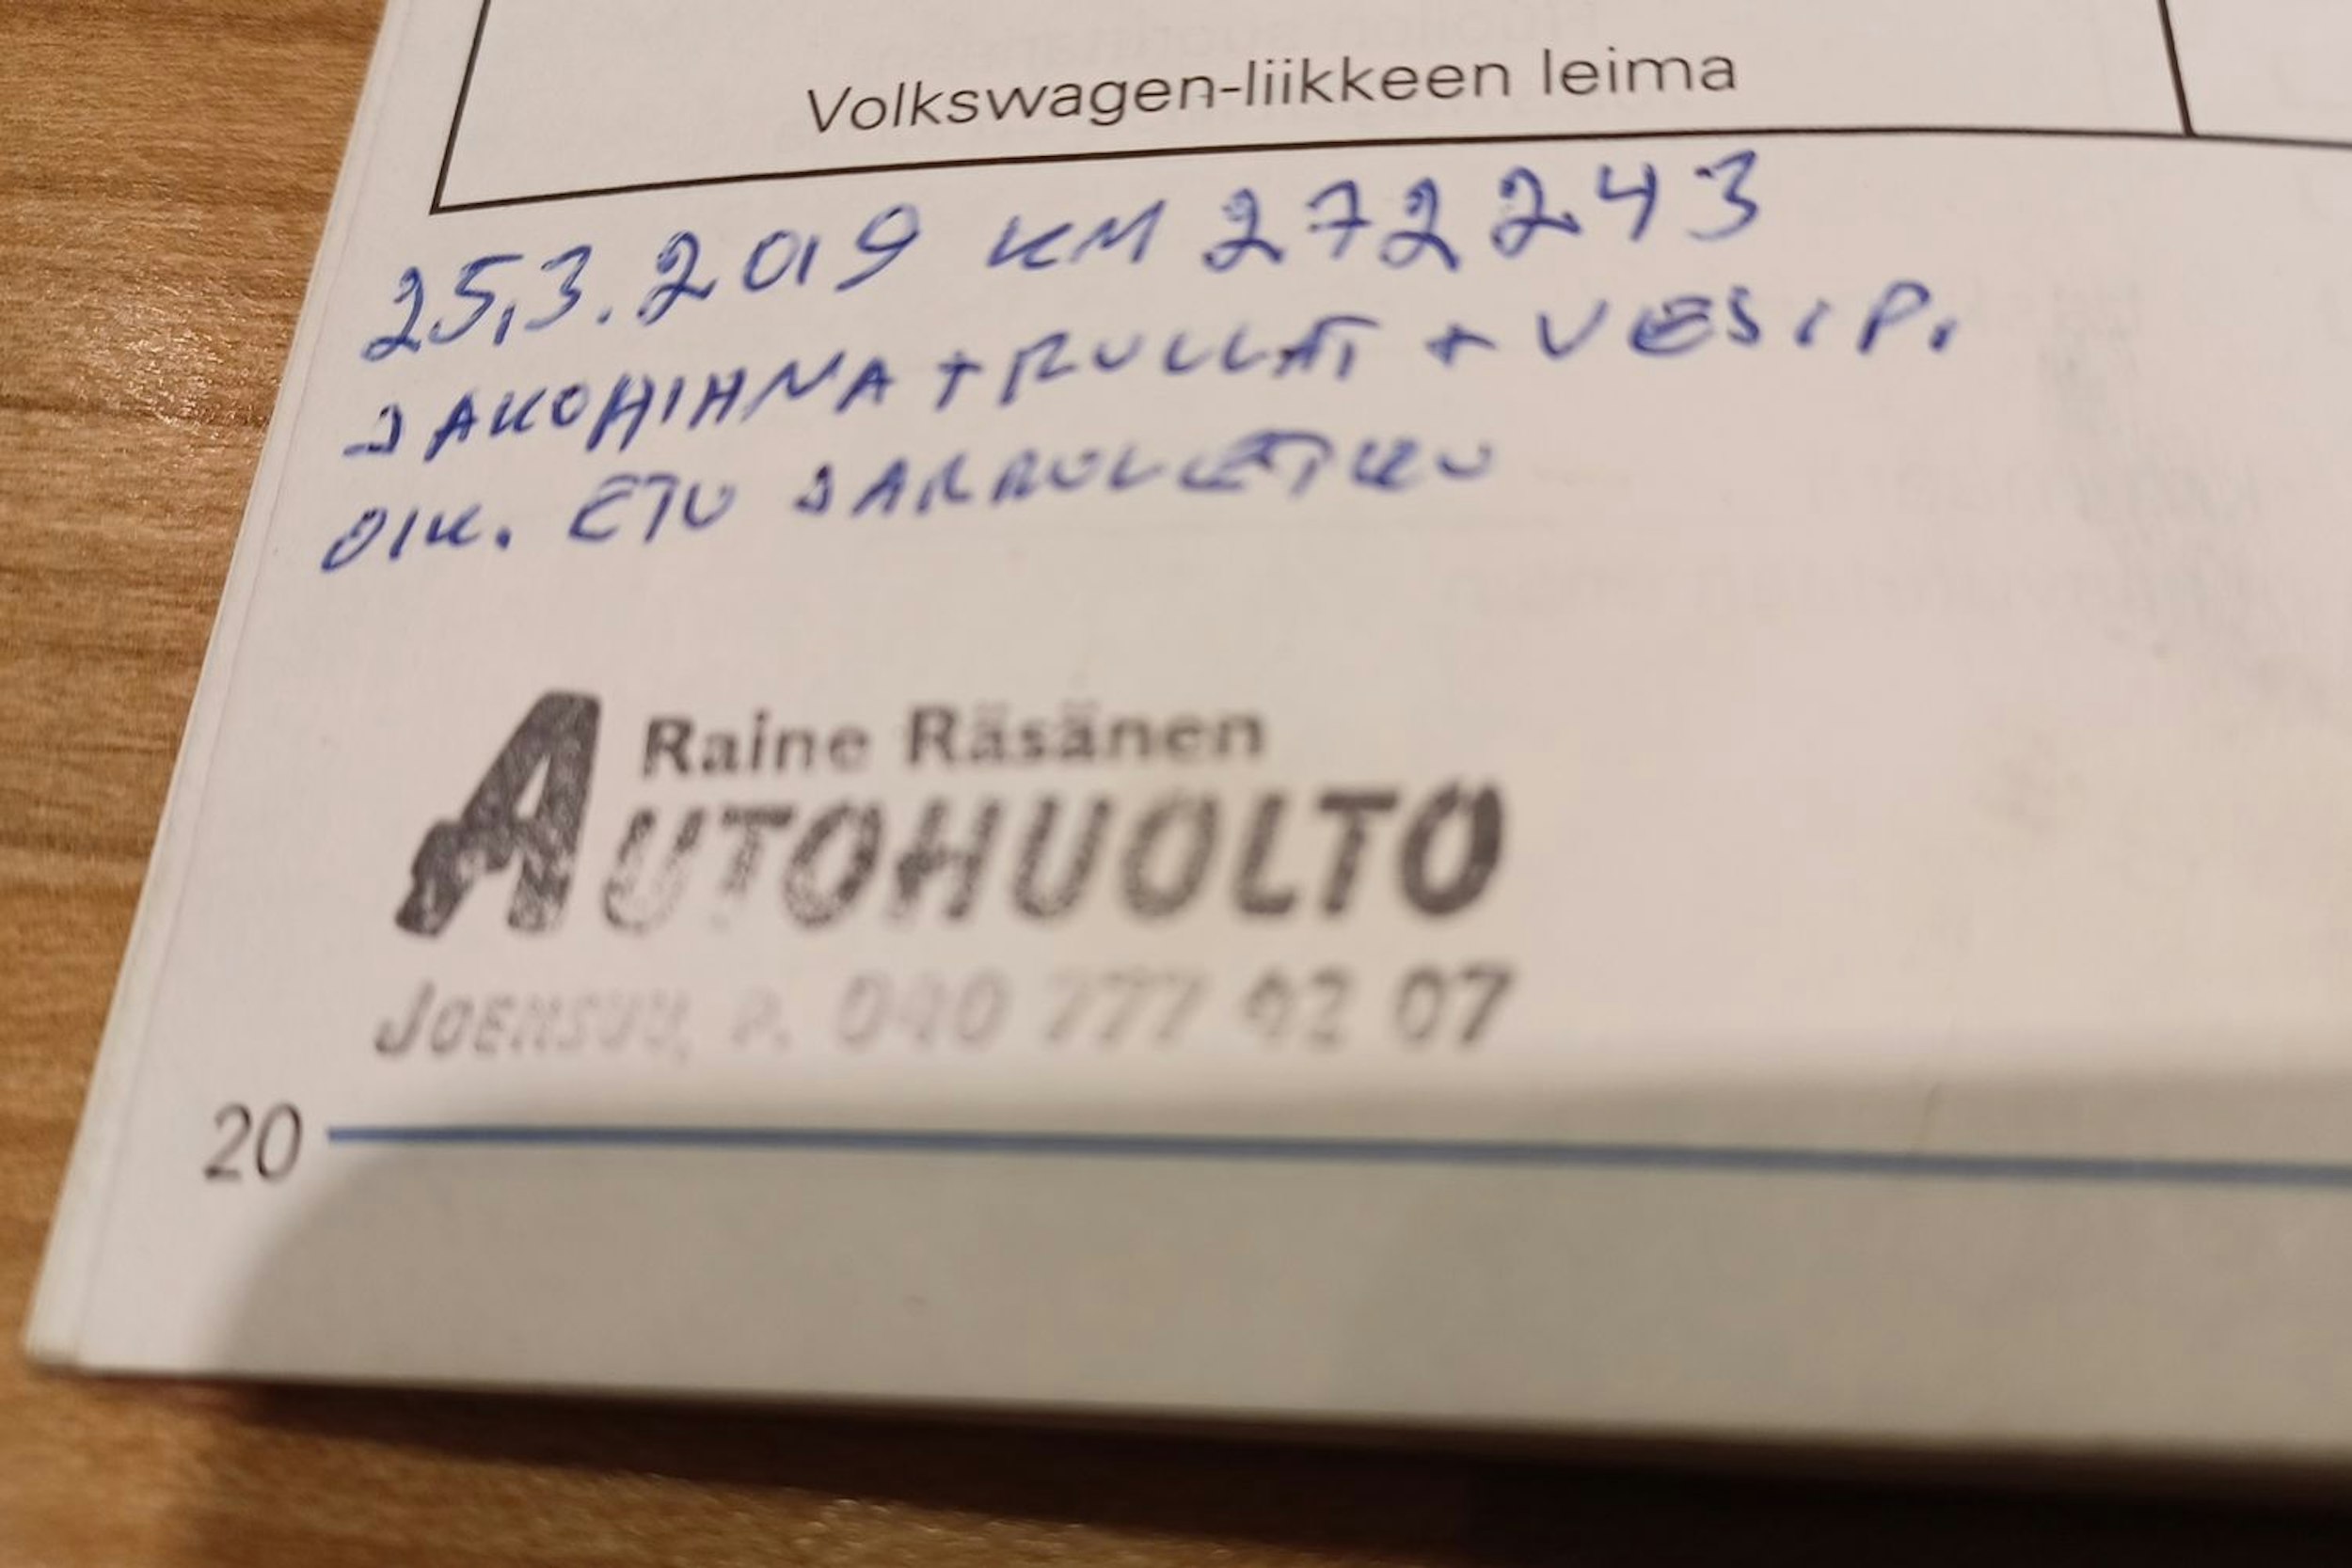 Volkswagen-liikkeen leima
25.3.2019 KM 272243
JAKOHIHNA + RULLAT + VESIP.
OIK. ETU JARRULETKU
Raine Räsänen
AUTOHUOLTO
JOENSUU, P. 040 777 42 07
20